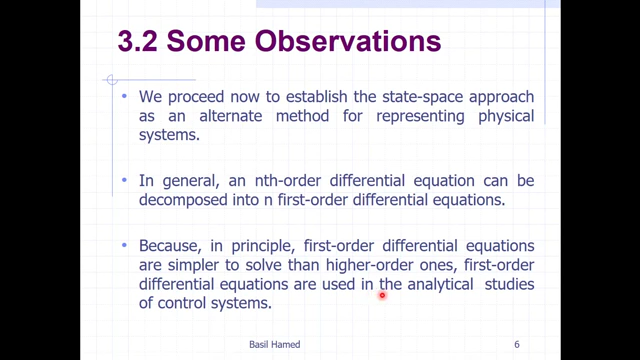 3.2 Some Observations
• We proceed now to establish the state-space approach
as an alternate method for representing physical
systems.
• In general, an nth-order differential equation can be
decomposed into n first-order differential equations.
• Because, in principle, first-order differential equations
are simpler to solve than higher-order ones, first-order
differential equations are used in the analytical studies
of control systems.
Basil Hamed 6